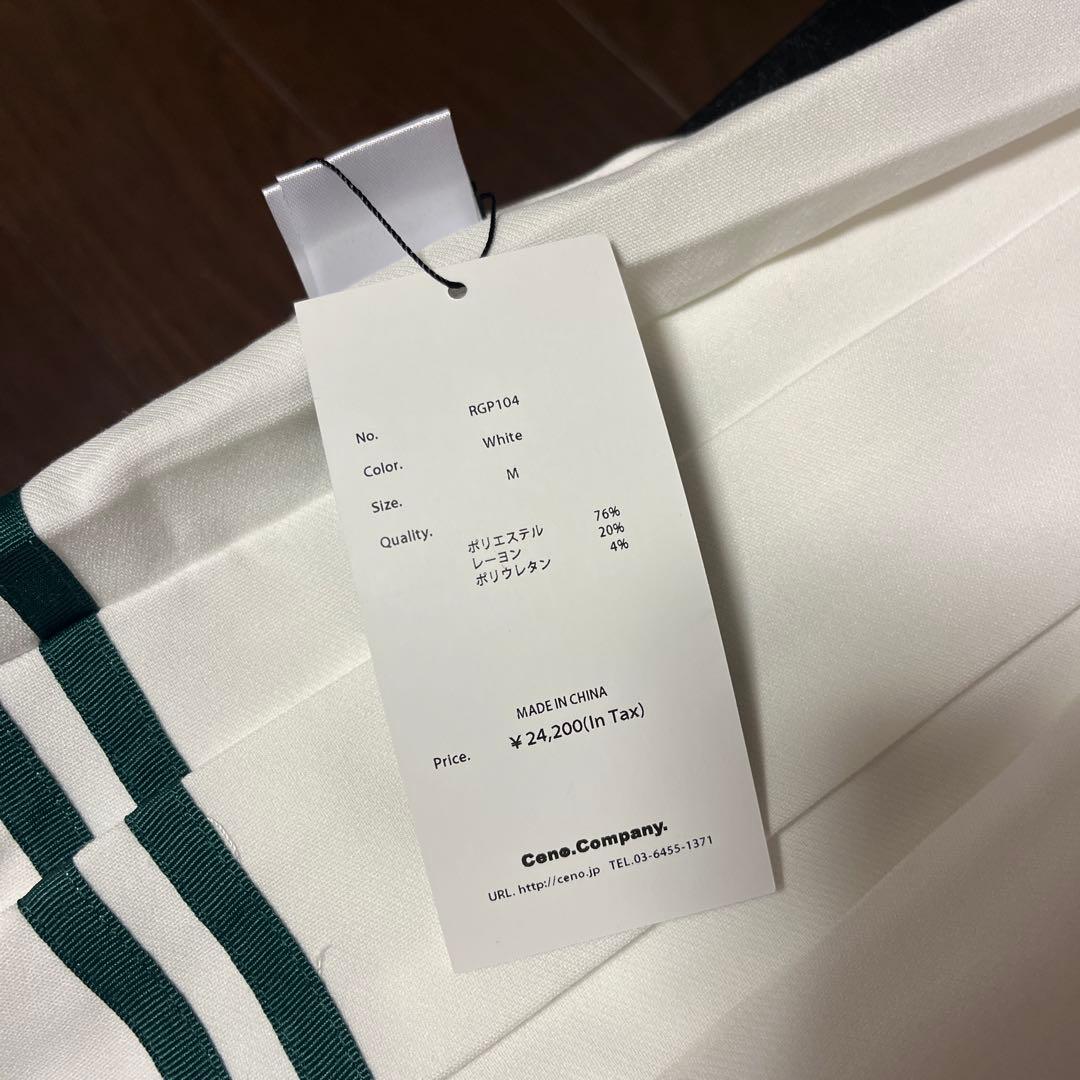 No. RGP104
Color. White
Size. M
Quality. ポリエステル 76%
レーヨン 20%
ポリウレタン 4%
MADE IN CHINA
Price. ¥24,200(In Tax)
Ceno.Company.
URL. http://ceno.jp TEL.03-6455-1371